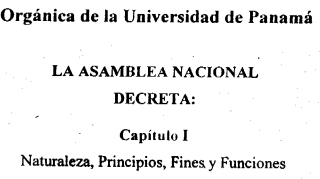 Orgánica de la Universidad de Panamá
LA ASAMBLEA NACIONAL
DECRETA:
Capítulo I
Naturaleza, Principios, Fines y Funciones